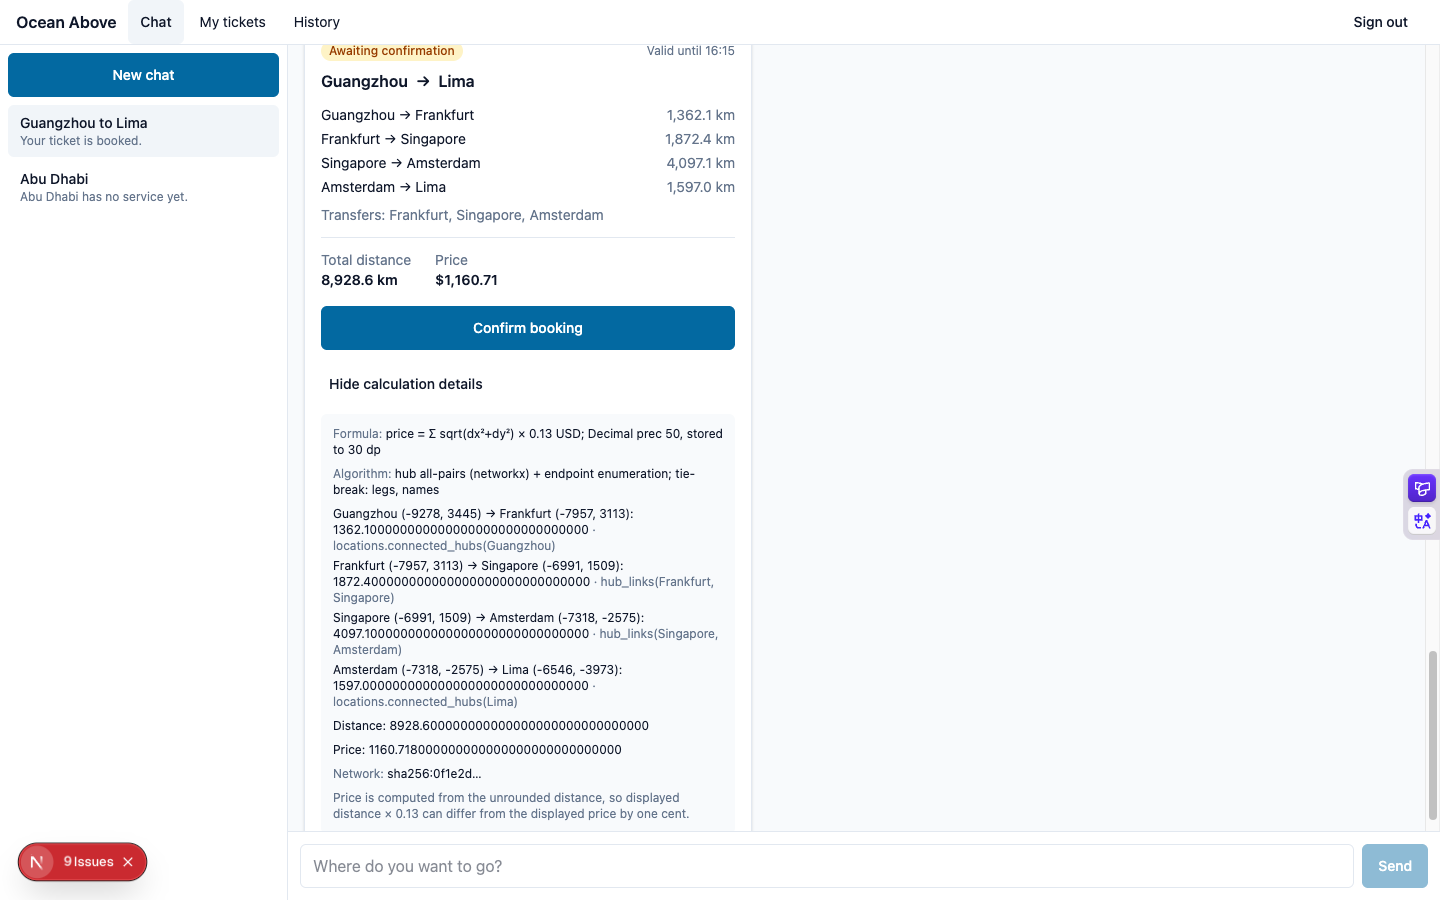 Ocean Above
Chat
My tickets
History
Sign out
New chat
Guangzhou to Lima
Your ticket is booked.
Abu Dhabi
Abu Dhabi has no service yet.
Awaiting confirmation
Valid until 16:15
Guangzhou → Lima
Guangzhou → Frankfurt 1,362.1 km
Frankfurt → Singapore 1,872.4 km
Singapore → Amsterdam 4,097.1 km
Amsterdam → Lima 1,597.0 km
Transfers: Frankfurt, Singapore, Amsterdam
Total distance Price
8,928.6 km $1,160.71
Confirm booking
Hide calculation details
Formula: price = Σ sqrt(dx²+dy²) × 0.13 USD; Decimal prec 50, stored
to 30 dp
Algorithm: hub all-pairs (networkx) + endpoint enumeration; tie-
break: legs, names
Guangzhou (-9278, 3445) → Frankfurt (-7957, 3113):
1362.100000000000000000000000000000 ·
locations.connected_hubs(Guangzhou)
Frankfurt (-7957, 3113) → Singapore (-6991, 1509):
1872.400000000000000000000000000000 · hub_links(Frankfurt,
Singapore)
Singapore (-6991, 1509) → Amsterdam (-7318, -2575):
4097.100000000000000000000000000000 · hub_links(Singapore,
Amsterdam)
Amsterdam (-7318, -2575) → Lima (-6546, -3973):
1597.000000000000000000000000000000 ·
locations.connected_hubs(Lima)
Distance: 8928.600000000000000000000000000000
Price: 1160.718000000000000000000000000000
Network: sha256:0f1e2d…
Price is computed from the unrounded distance, so displayed
distance × 0.13 can differ from the displayed price by one cent.
Where do you want to go?
Send
N 9 Issues